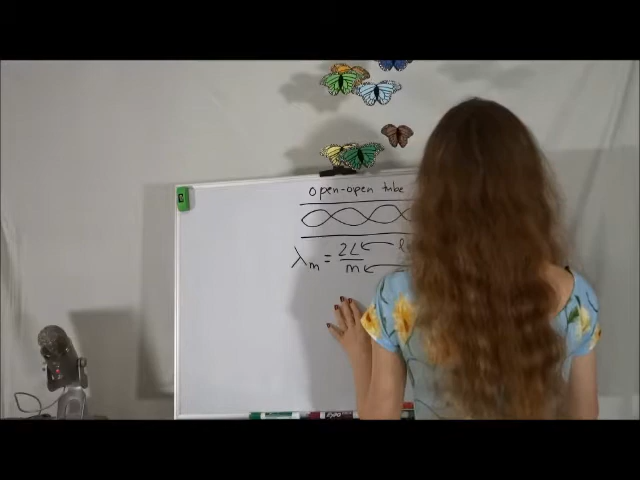 open-open tube
λm = 2L/m